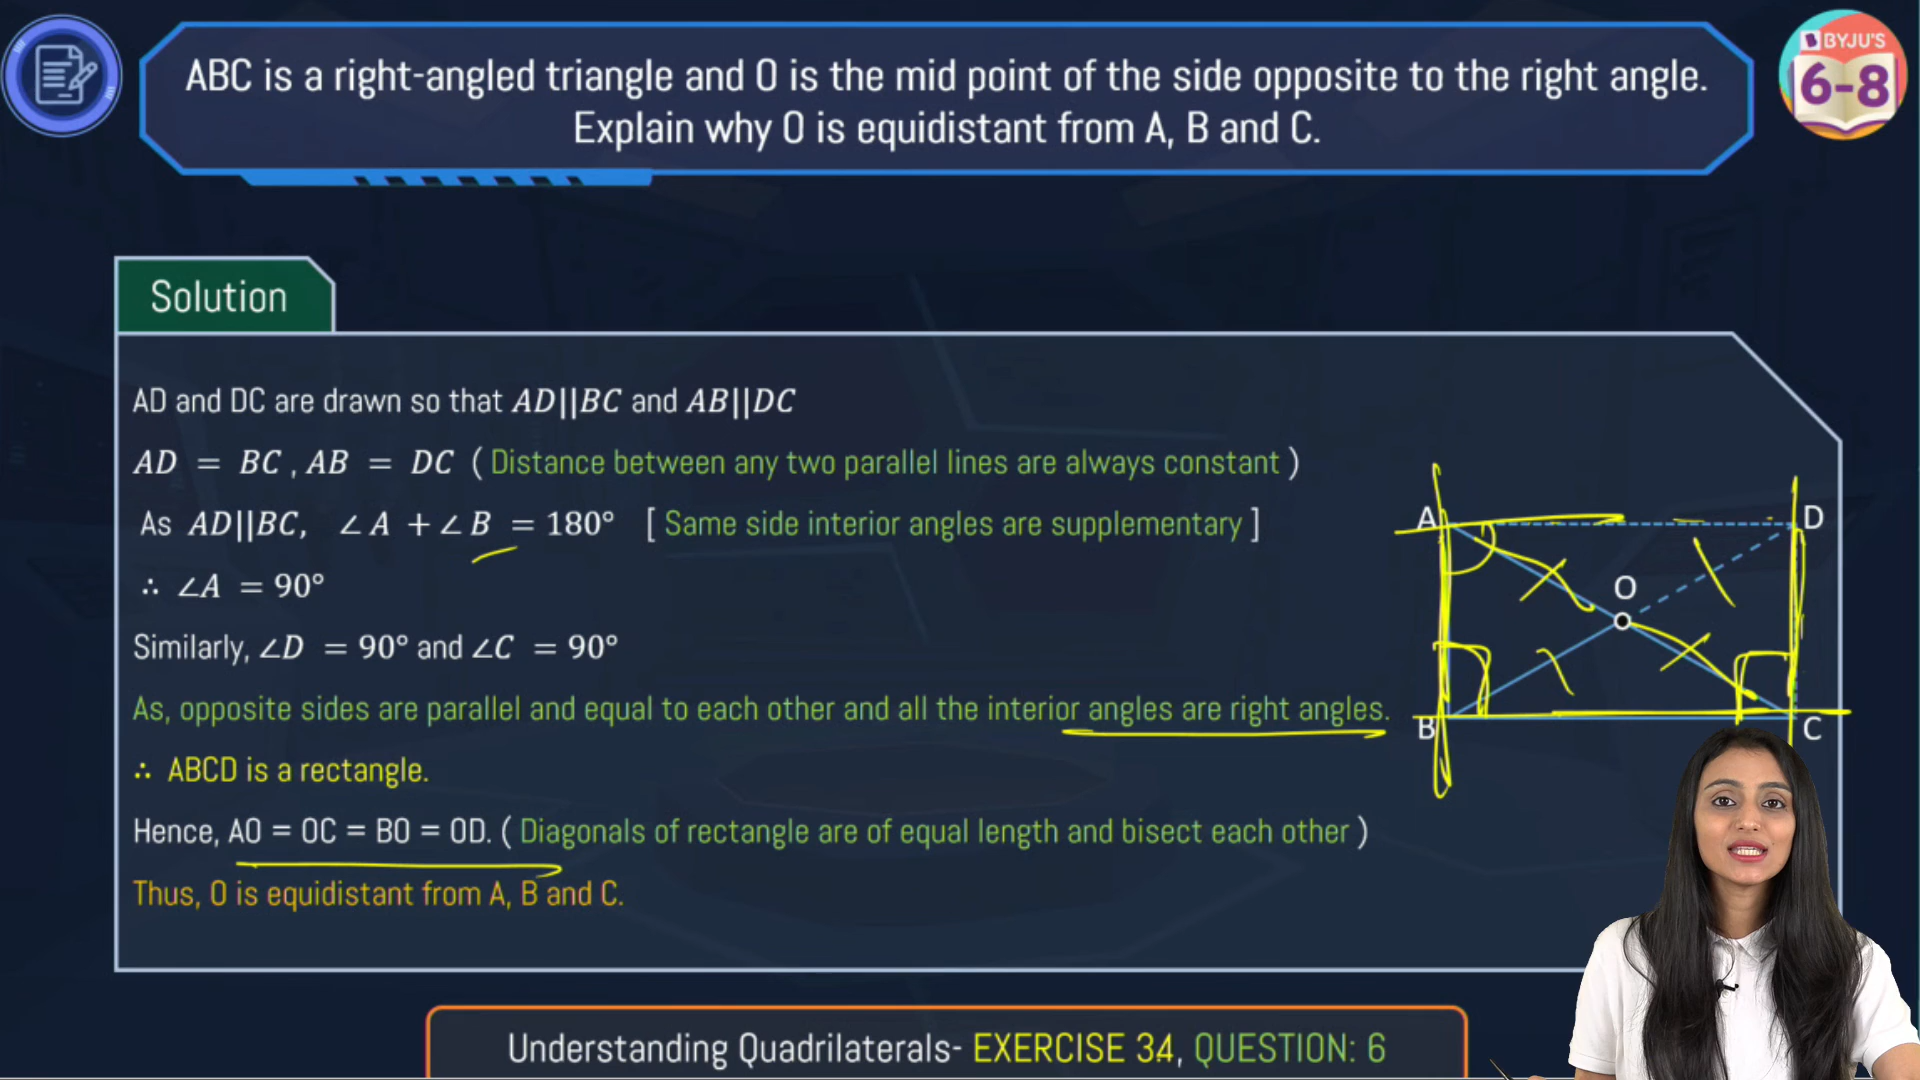 BYJU'S
6-8
ABC is a right-angled triangle and O is the mid point of the side opposite to the right angle.
Explain why O is equidistant from A, B and C.
Solution
AD and DC are drawn so that AD||BC and AB||DC
AD = BC , AB = DC ( Distance between any two parallel lines are always constant )
As AD||BC, ∠A + ∠B = 180° [ Same side interior angles are supplementary ]
∴ ∠A = 90°
Similarly, ∠D = 90° and ∠C = 90°
As, opposite sides are parallel and equal to each other and all the interior angles are right angles.
∴ ABCD is a rectangle.
Hence, AO = OC = BO = OD. ( Diagonals of rectangle are of equal length and bisect each other )
Thus, O is equidistant from A, B and C.
A
D
O
B
C
Understanding Quadrilaterals- EXERCISE 3.4, QUESTION: 6